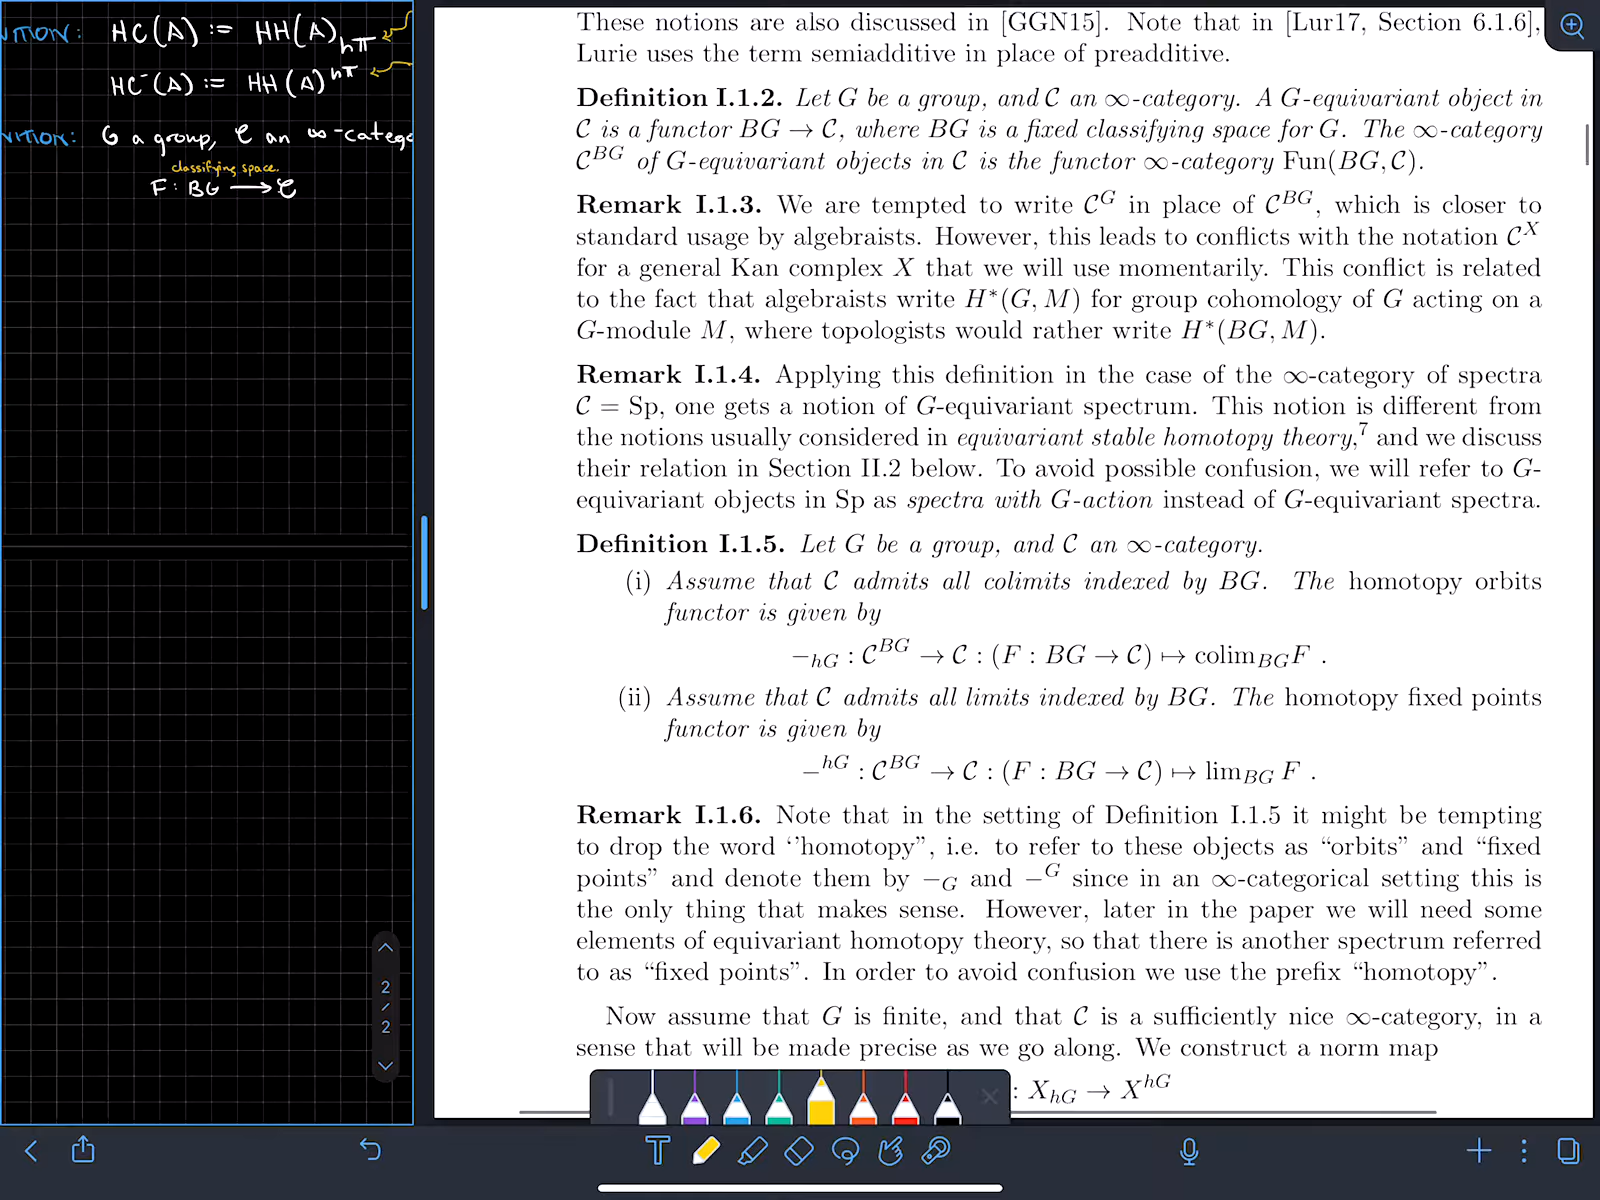 NITION: HC(A) := HH(A)_{hπ}
HC⁻(A) := HH(A)^{hπ}
NITION: G a group, C an ∞-catego
classifying space.
F : BG ⟶ C
2
/
2
These notions are also discussed in [GGN15]. Note that in [Lur17, Section 6.1.6],
Lurie uses the term semiadditive in place of preadditive.
Definition I.1.2. Let G be a group, and C an ∞-category. A G-equivariant object in
C is a functor BG → C, where BG is a fixed classifying space for G. The ∞-category
C^{BG} of G-equivariant objects in C is the functor ∞-category Fun(BG, C).
Remark I.1.3. We are tempted to write C^G in place of C^{BG}, which is closer to
standard usage by algebraists. However, this leads to conflicts with the notation C^X
for a general Kan complex X that we will use momentarily. This conflict is related
to the fact that algebraists write H*(G, M) for group cohomology of G acting on a
G-module M, where topologists would rather write H*(BG, M).
Remark I.1.4. Applying this definition in the case of the ∞-category of spectra
C = Sp, one gets a notion of G-equivariant spectrum. This notion is different from
the notions usually considered in equivariant stable homotopy theory,⁷ and we discuss
their relation in Section II.2 below. To avoid possible confusion, we will refer to G-
equivariant objects in Sp as spectra with G-action instead of G-equivariant spectra.
Definition I.1.5. Let G be a group, and C an ∞-category.
(i) Assume that C admits all colimits indexed by BG. The homotopy orbits
functor is given by
−_{hG} : C^{BG} → C : (F : BG → C) ↦ colim_{BG}F .
(ii) Assume that C admits all limits indexed by BG. The homotopy fixed points
functor is given by
−^{hG} : C^{BG} → C : (F : BG → C) ↦ lim_{BG} F .
Remark I.1.6. Note that in the setting of Definition I.1.5 it might be tempting
to drop the word ‘’homotopy”, i.e. to refer to these objects as “orbits” and “fixed
points” and denote them by −_G and −^G since in an ∞-categorical setting this is
the only thing that makes sense. However, later in the paper we will need some
elements of equivariant homotopy theory, so that there is another spectrum referred
to as “fixed points”. In order to avoid confusion we use the prefix “homotopy”.
Now assume that G is finite, and that C is a sufficiently nice ∞-category, in a
sense that will be made precise as we go along. We construct a norm map
: X_{hG} → X^{hG}